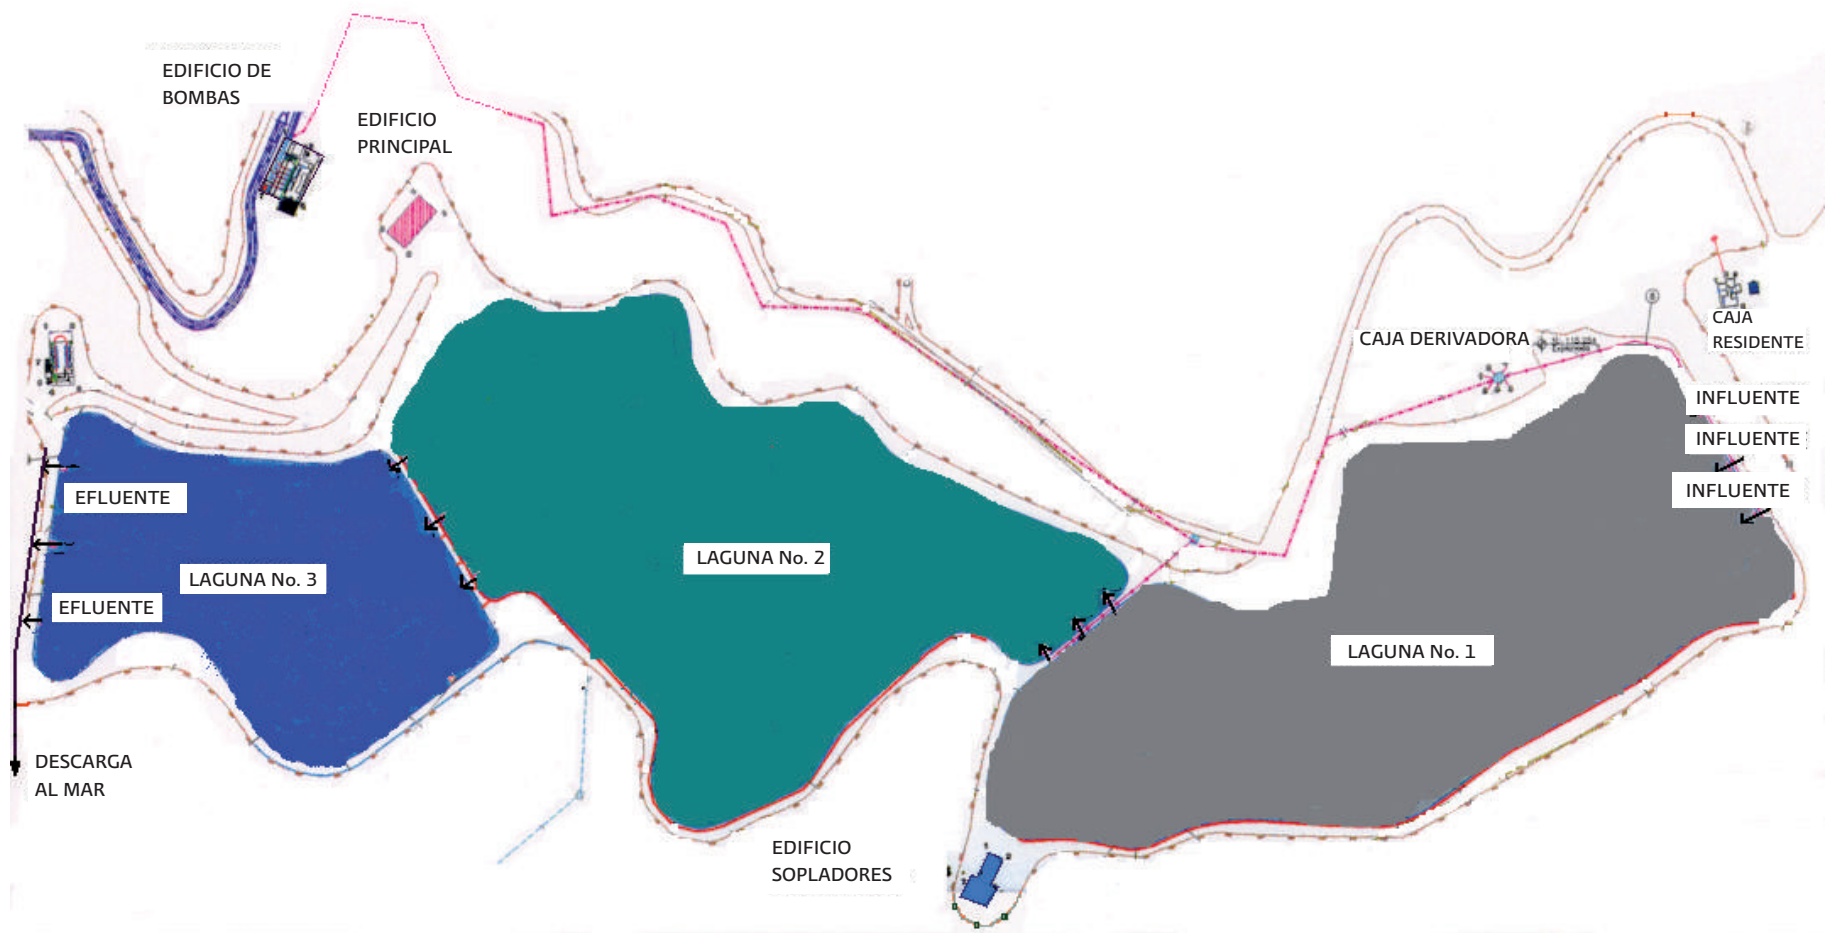 EDIFICIO DE
BOMBAS
EDIFICIO
PRINCIPAL
CAJA DERIVADORA
CAJA
RESIDENTE
INFLUENTE
INFLUENTE
INFLUENTE
EFLUENTE
LAGUNA No. 2
LAGUNA No. 3
EFLUENTE
LAGUNA No. 1
DESCARGA
AL MAR
EDIFICIO
SOPLADORES